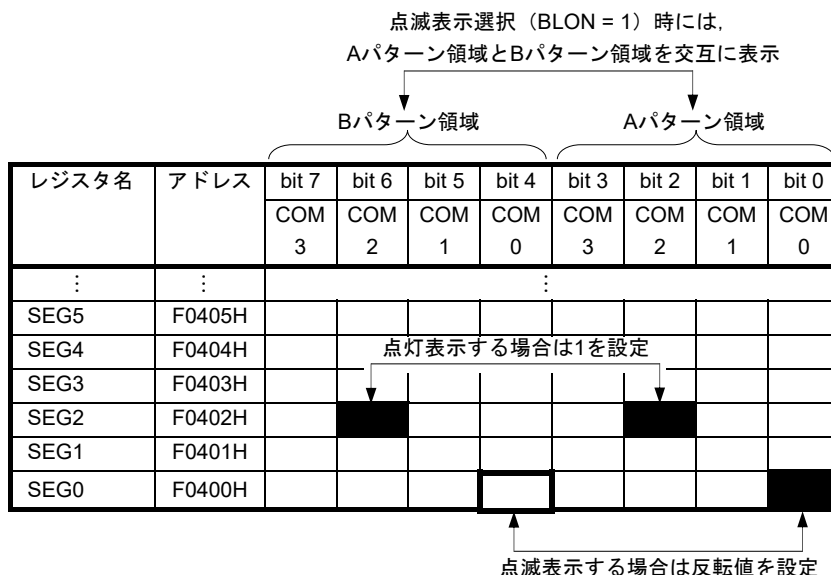 点滅表示選択（BLON = 1）時には,
Aパターン領域とBパターン領域を交互に表示
Bパターン領域 Aパターン領域
レジスタ名 アドレス bit 7 bit 6 bit 5 bit 4 bit 3 bit 2 bit 1 bit 0
COM COM COM COM COM COM COM COM
3 2 1 0 3 2 1 0
⋮ ⋮ ⋮
SEG5 F0405H
SEG4 F0404H 点灯表示する場合は1を設定
SEG3 F0403H
SEG2 F0402H
SEG1 F0401H
SEG0 F0400H
点滅表示する場合は反転値を設定